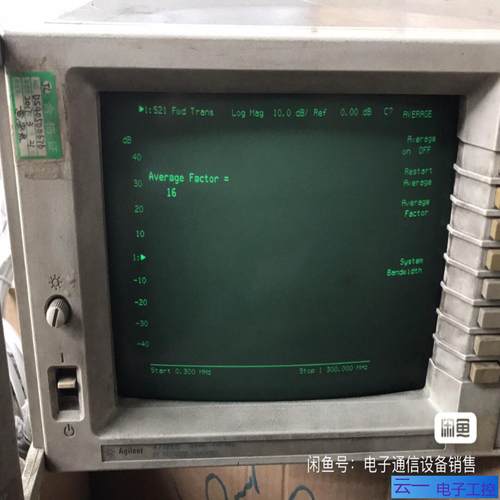 ▶1:S21 Fwd Trans Log Mag 10.0 dB/ Ref 0.00 dB C? AVERAGE
dB
40
30
20
10
1:▶
-10
-20
-30
-40
Average Factor =
16
Average
on OFF
Restart
Average
Average
Factor
System
Bandwidth
Start 0.300 MHz
Stop 1 300.000 MHz
Agilent
闲鱼
闲鱼号：电子通信设备销售
云一 电子工控